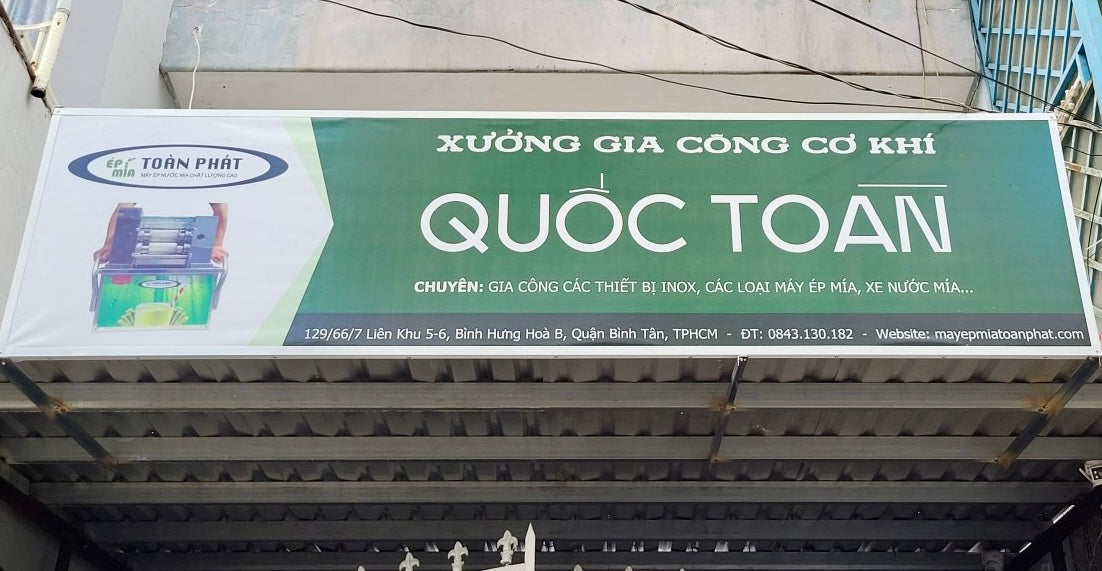 ÉP MÍA
TOÀN PHÁT
MÁY ÉP NƯỚC MÍA CHẤT LƯỢNG CAO
TOÀN PHÁT
XƯỞNG GIA CÔNG CƠ KHÍ
QUỐC TOÀN
CHUYÊN: GIA CÔNG CÁC THIẾT BỊ INOX, CÁC LOẠI MÁY ÉP MÍA, XE NƯỚC MÍA...
129/66/7 Liên Khu 5-6, Bình Hưng Hoà B, Quận Bình Tân, TPHCM - ĐT: 0843.130.182 - Website: mayepmiatoanphat.com